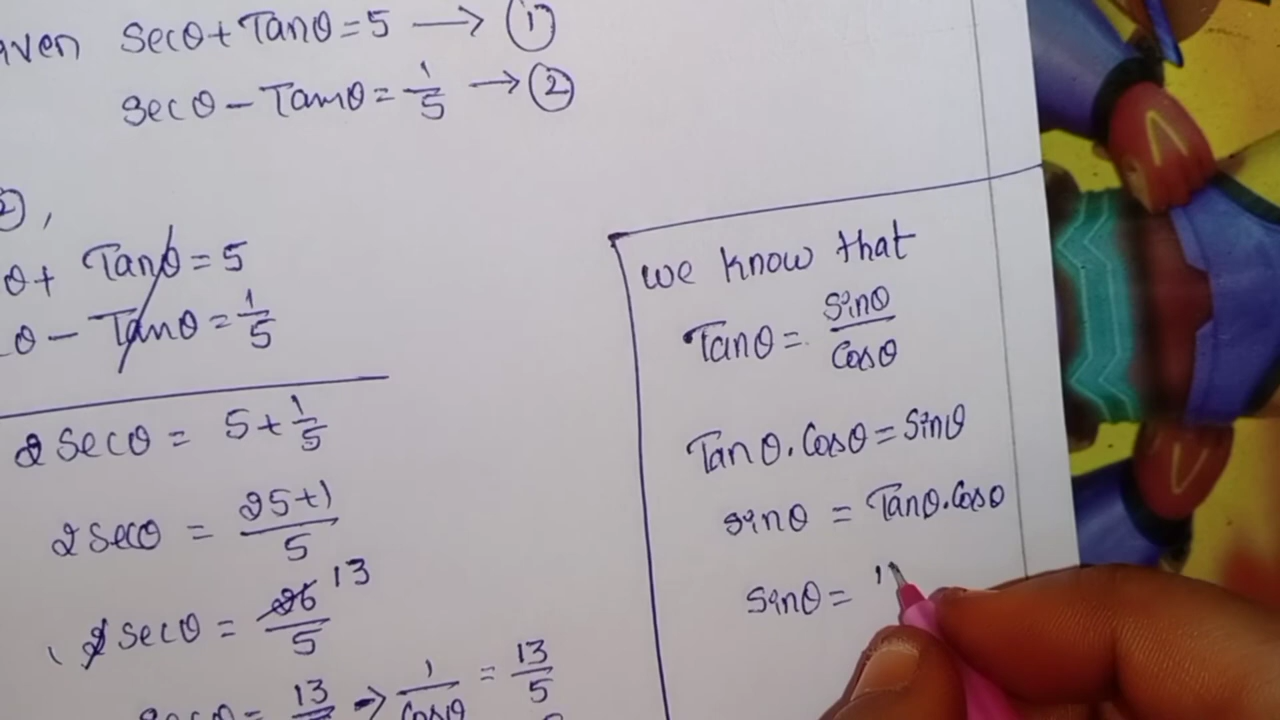 aven Secθ + Tanθ = 5 → ①
Secθ - Tanθ = 1/5 → ②
②,
θ + Tanθ = 5
θ - Tanθ = 1/5
2 Secθ = 5 + 1/5
2 Secθ = 25+1/5
2 Secθ = 26/5 13
Secθ = 13 → 1/Cosθ = 13/5
we know that
Tanθ = Sinθ/Cosθ
Tanθ.Cosθ = Sinθ
Sinθ = Tanθ.Cosθ
Sinθ =